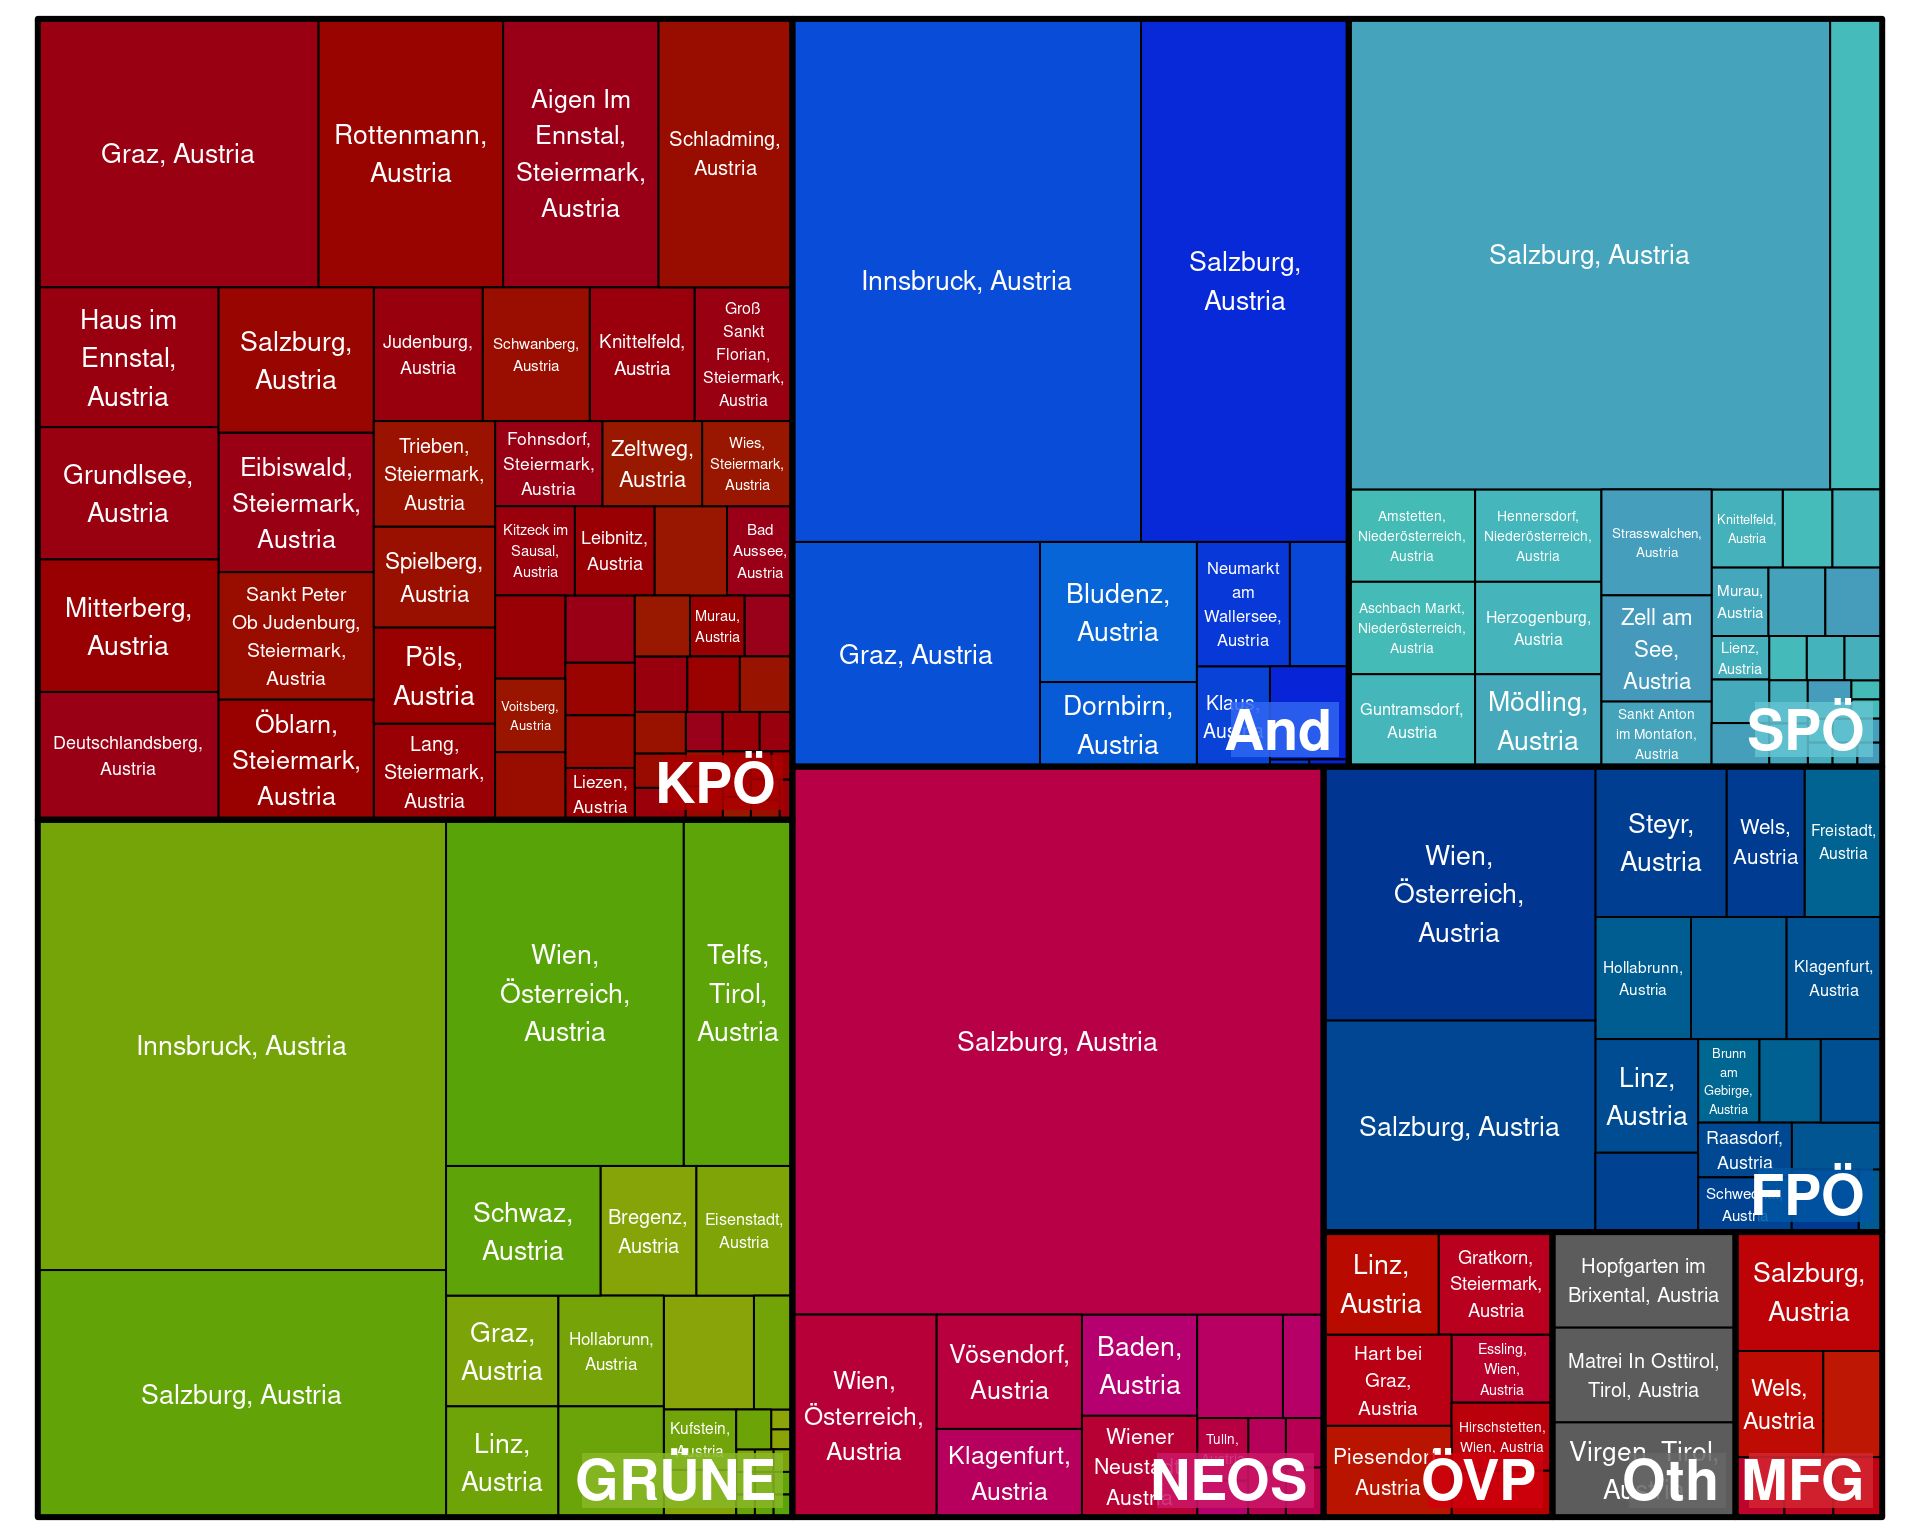 Graz, Austria
Rottenmann,
Austria
Aigen Im
Ennstal,
Steiermark,
Austria
Schladming,
Austria
Haus im
Ennstal,
Austria
Salzburg,
Austria
Judenburg,
Austria
Schwanberg,
Austria
Knittelfeld,
Austria
Groß
Sankt
Florian,
Steiermark,
Austria
Grundlsee,
Austria
Eibiswald,
Steiermark,
Austria
Trieben,
Steiermark,
Austria
Fohnsdorf,
Steiermark,
Austria
Zeltweg,
Austria
Wies,
Steiermark,
Austria
Kitzeck im
Sausal,
Austria
Leibnitz,
Austria
Bad
Aussee,
Austria
Spielberg,
Austria
Mitterberg,
Austria
Sankt Peter
Ob Judenburg,
Steiermark,
Austria
Murau,
Austria
Pöls,
Austria
Voitsberg,
Austria
Deutschlandsberg,
Austria
Öblarn,
Steiermark,
Austria
Lang,
Steiermark,
Austria
Liezen,
Austria
KPÖ
Innsbruck, Austria
Salzburg,
Austria
Graz, Austria
Bludenz,
Austria
Dornbirn,
Austria
Neumarkt
am
Wallersee,
Austria
Klaus,
And
Salzburg, Austria
Amstetten,
Niederösterreich,
Austria
Hennersdorf,
Niederösterreich,
Austria
Strasswalchen,
Austria
Knittelfeld,
Austria
Aschbach Markt,
Niederösterreich,
Austria
Herzogenburg,
Austria
Zell am
See,
Austria
Murau,
Austria
Lienz,
Austria
Guntramsdorf,
Austria
Mödling,
Austria
Sankt Anton
im Montafon,
Austria
SPÖ
Innsbruck, Austria
Wien,
Österreich,
Austria
Telfs,
Tirol,
Austria
Schwaz,
Austria
Bregenz,
Austria
Eisenstadt,
Austria
Salzburg, Austria
Graz,
Austria
Hollabrunn,
Austria
Linz,
Austria
Kufstein,
Austria
GRÜNE
Salzburg, Austria
Wien,
Österreich,
Austria
Vösendorf,
Austria
Baden,
Austria
Klagenfurt,
Austria
Wiener
Neustadt,
Austria
Tulln,
NEOS
Wien,
Österreich,
Austria
Steyr,
Austria
Wels,
Austria
Freistadt,
Austria
Hollabrunn,
Austria
Klagenfurt,
Austria
Salzburg, Austria
Linz,
Austria
Brunn
am
Gebirge,
Austria
Raasdorf,
Austria
Austria
FPÖ
Linz,
Austria
Gratkorn,
Steiermark,
Austria
Hart bei
Graz,
Austria
Essling,
Wien,
Austria
Hirschstetten,
Wien, Austria
Piesendorf,
Austria
ÖVP
Hopfgarten im
Brixental, Austria
Matrei In Osttirol,
Tirol, Austria
Virgen, Tirol,
Austria
Oth
Salzburg,
Austria
Wels,
Austria
MFG